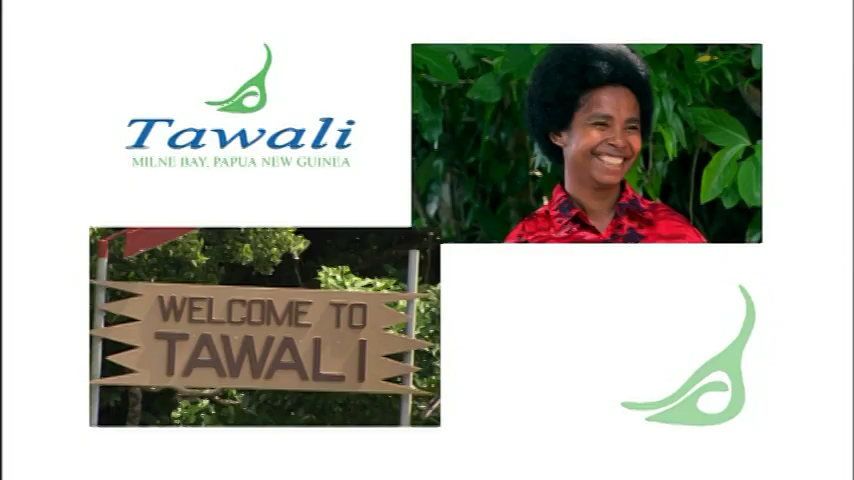 Tawali
MILNE BAY, PAPUA NEW GUINEA
WELCOME TO
TAWALI